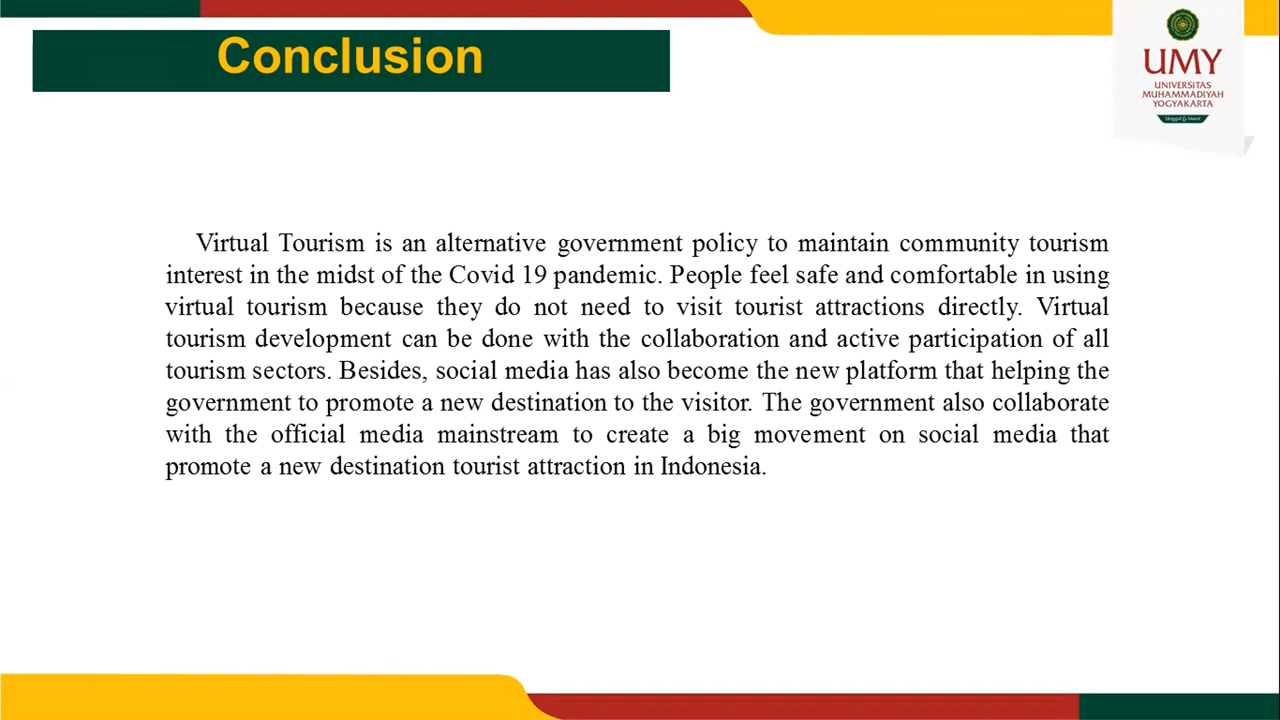 Conclusion
UMY
UNIVERSITAS
MUHAMMADIYAH
YOGYAKARTA
Unggul & Islami
Virtual Tourism is an alternative government policy to maintain community tourism
interest in the midst of the Covid 19 pandemic. People feel safe and comfortable in using
virtual tourism because they do not need to visit tourist attractions directly. Virtual
tourism development can be done with the collaboration and active participation of all
tourism sectors. Besides, social media has also become the new platform that helping the
government to promote a new destination to the visitor. The government also collaborate
with the official media mainstream to create a big movement on social media that
promote a new destination tourist attraction in Indonesia.